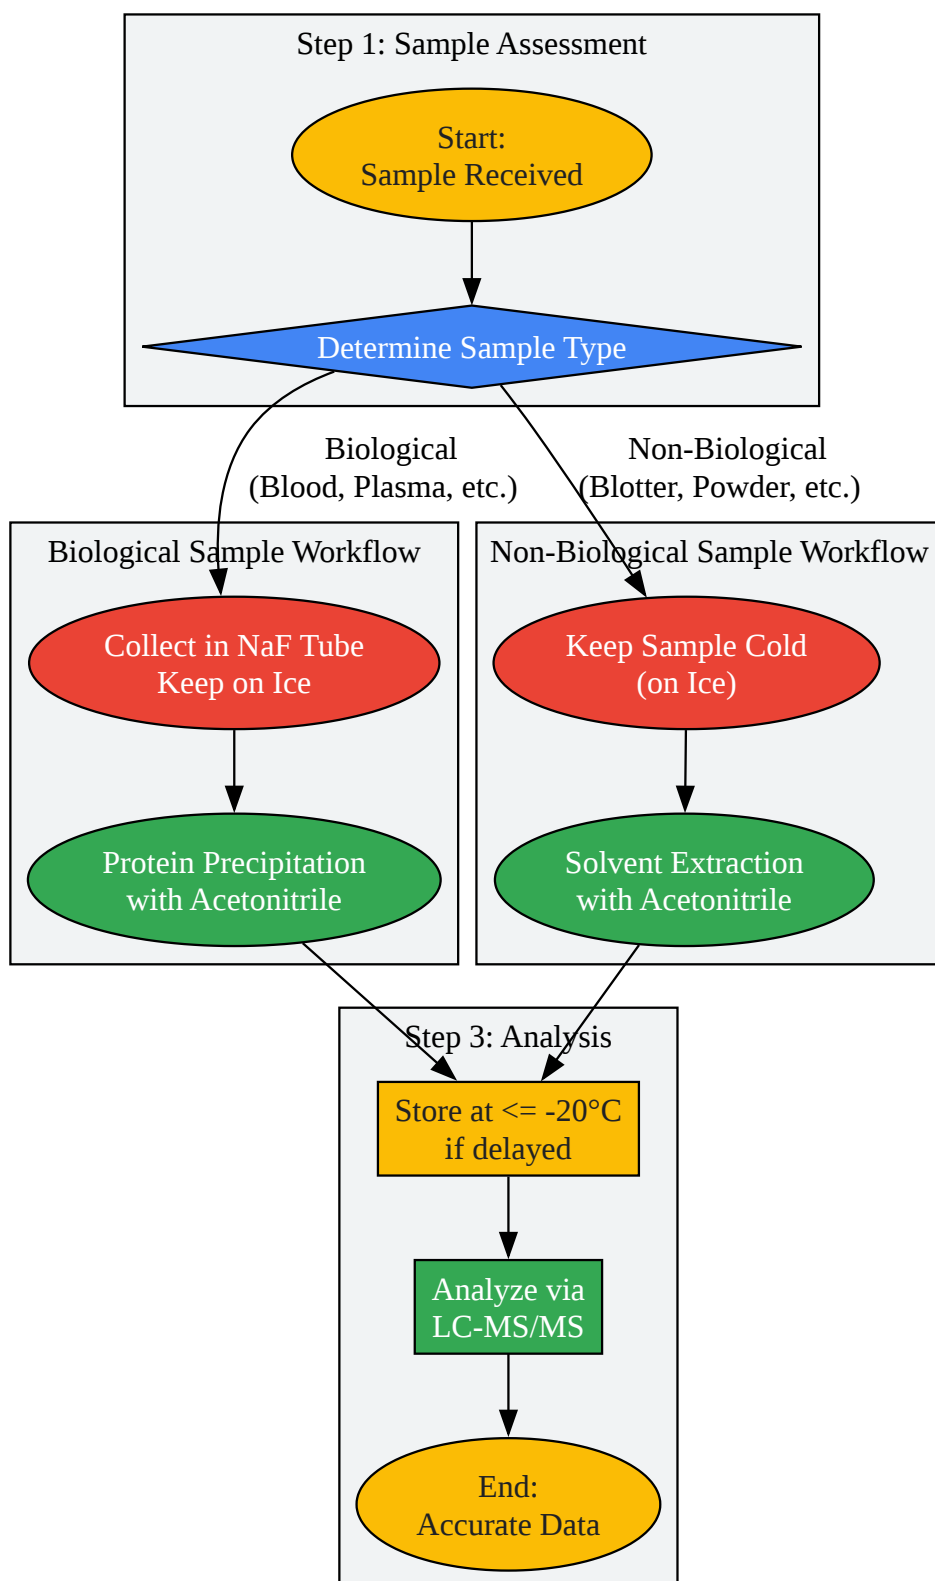 Step 1: Sample Assessment
Start:
Sample Received
Determine Sample Type
Biological
(Blood, Plasma, etc.)
Non-Biological
(Blotter, Powder, etc.)
Biological Sample Workflow
Collect in NaF Tube
Keep on Ice
Protein Precipitation
with Acetonitrile
Non-Biological Sample Workflow
Keep Sample Cold
(on Ice)
Solvent Extraction
with Acetonitrile
Step 3: Analysis
Store at <= -20°C
if delayed
Analyze via
LC-MS/MS
End:
Accurate Data